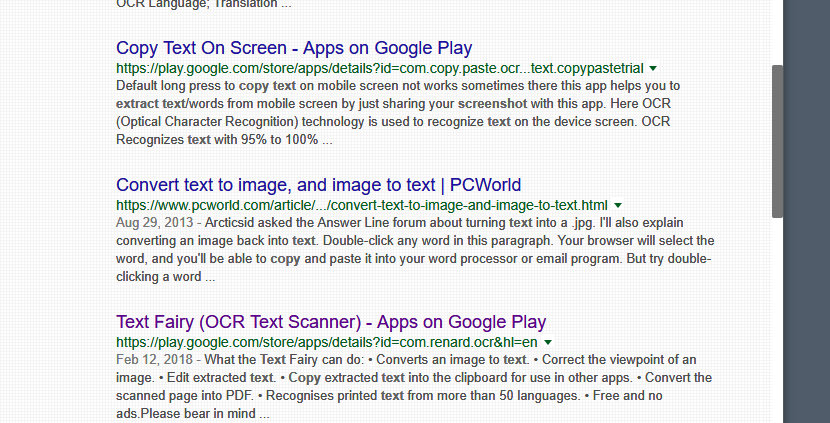 OCR Language; Translation ...
Copy Text On Screen - Apps on Google Play
https://play.google.com/store/apps/details?id=com.copy.paste.ocr...text.copypastetrial
Default long press to copy text on mobile screen not works sometimes there this app helps you to
extract text/words from mobile screen by just sharing your screenshot with this app. Here OCR
(Optical Character Recognition) technology is used to recognize text on the device screen. OCR
Recognizes text with 95% to 100% ...
Convert text to image, and image to text | PCWorld
https://www.pcworld.com/article/.../convert-text-to-image-and-image-to-text.html
Aug 29, 2013 - Arcticsid asked the Answer Line forum about turning text into a .jpg. I'll also explain
converting an image back into text. Double-click any word in this paragraph. Your browser will select the
word, and you'll be able to copy and paste it into your word processor or email program. But try double-
clicking a word ...
Text Fairy (OCR Text Scanner) - Apps on Google Play
https://play.google.com/store/apps/details?id=com.renard.ocr&hl=en
Feb 12, 2018 - What the Text Fairy can do: • Converts an image to text. • Correct the viewpoint of an
image. • Edit extracted text. • Copy extracted text into the clipboard for use in other apps. • Convert the
scanned page into PDF. • Recognises printed text from more than 50 languages. • Free and no
ads.Please bear in mind ...